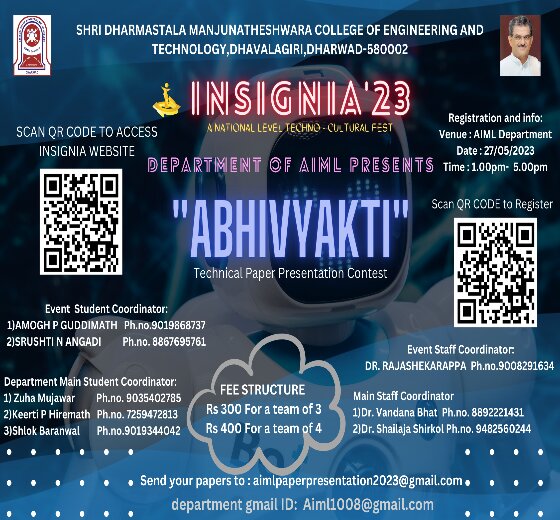 SHRI DHARMASTALA MANJUNATHESHWARA COLLEGE OF ENGINEERING AND
TECHNOLOGY,DHAVALAGIRI,DHARWAD-580002
INSIGNIA'23
A NATIONAL LEVEL TECHNO - CULTURAL FEST
SCAN QR CODE TO ACCESS
INSIGNIA WEBSITE
DEPARTMENT OF AIML PRESENTS
"ABHIVYAKTI"
Technical Paper Presentation Contest
Registration and info:
Venue : AIML Department
Date : 27/05/2023
Time : 1.00pm- 5.00pm
Scan QR CODE to Register
Event Student Coordinator:
1)AMOGH P GUDDIMATH Ph.no.9019868737
2)SRUSHTI N ANGADI Ph.no. 8867695761
Department Main Student Coordinator:
1) Zuha Mujawar Ph.no.9035402785
2)Keerti P Hiremath Ph.no.7259472813
3)Shlok Baranwal Ph.no.9019344042
FEE STRUCTURE
Rs 300 For a team of 3
Rs 400 For a team of 4
Event Staff Coordinator:
DR. RAJASHEKARAPPA Ph.no.9008291634
Main Staff Coordinator
1)Dr. Vandana Bhat Ph.no. 8892221431
2)Dr. Shailaja Shirkol Ph.no. 9482560244
Send your papers to : aimlpaperpresentation2023@gmail.com
department gmail ID: Aiml1008@gmail.com